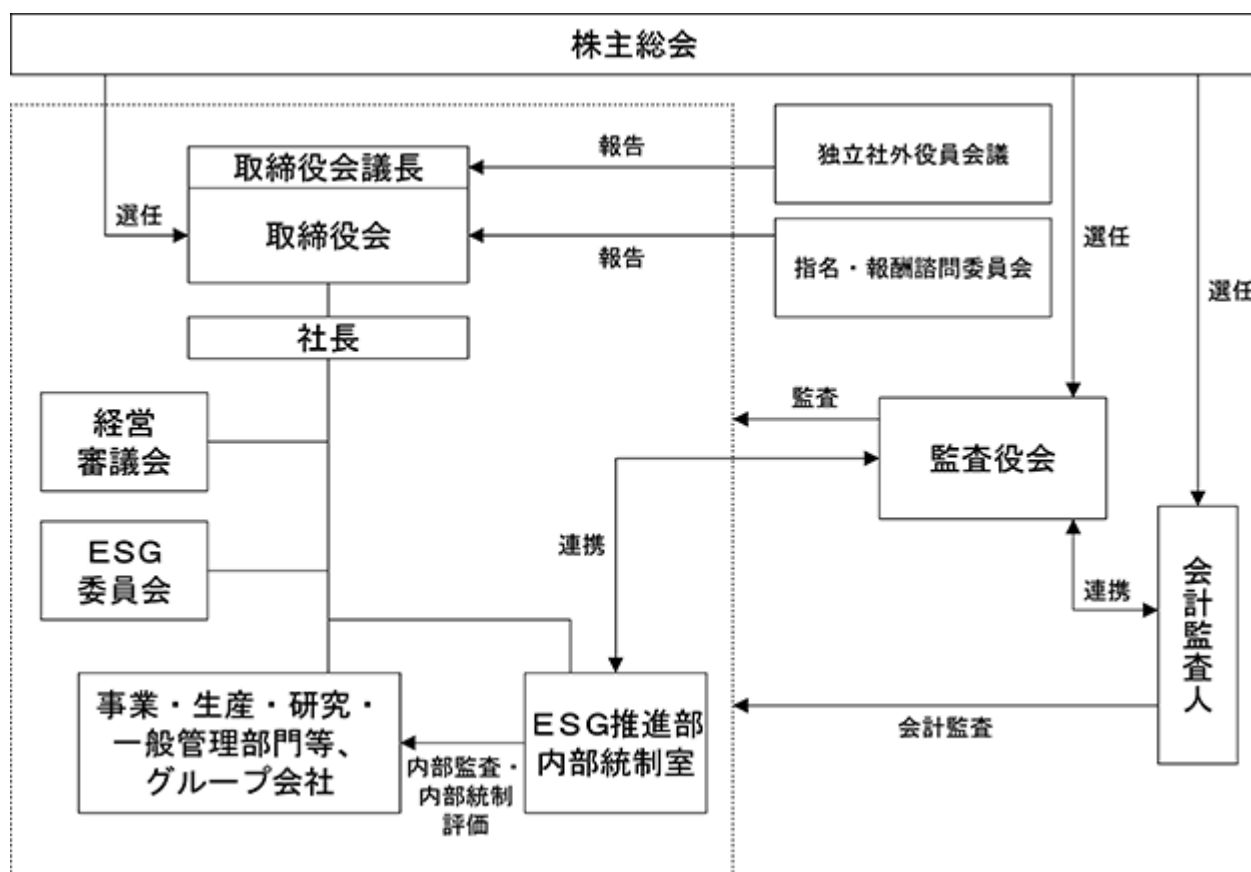 株主総会
報告
独立社外役員会議
取締役会議長
選任
取締役会
選任
報告
指名・報酬諮問委員会
選任
社長
監査
経営
審議会
監査役会
連携
ESG
委員会
連携
会計監査人
事業・生産・研究・
一般管理部門等、
グループ会社
ESG推進部
内部統制室
会計監査
内部監査・
内部統制
評価